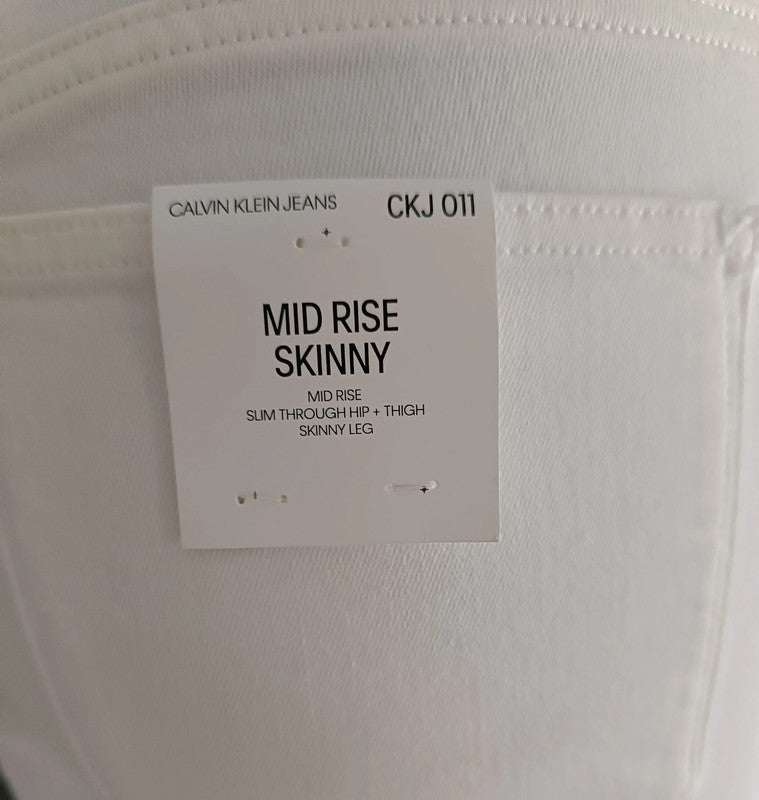 CALVIN KLEIN JEANS CKJ 011
MID RISE
SKINNY
MID RISE
SLIM THROUGH HIP + THIGH
SKINNY LEG